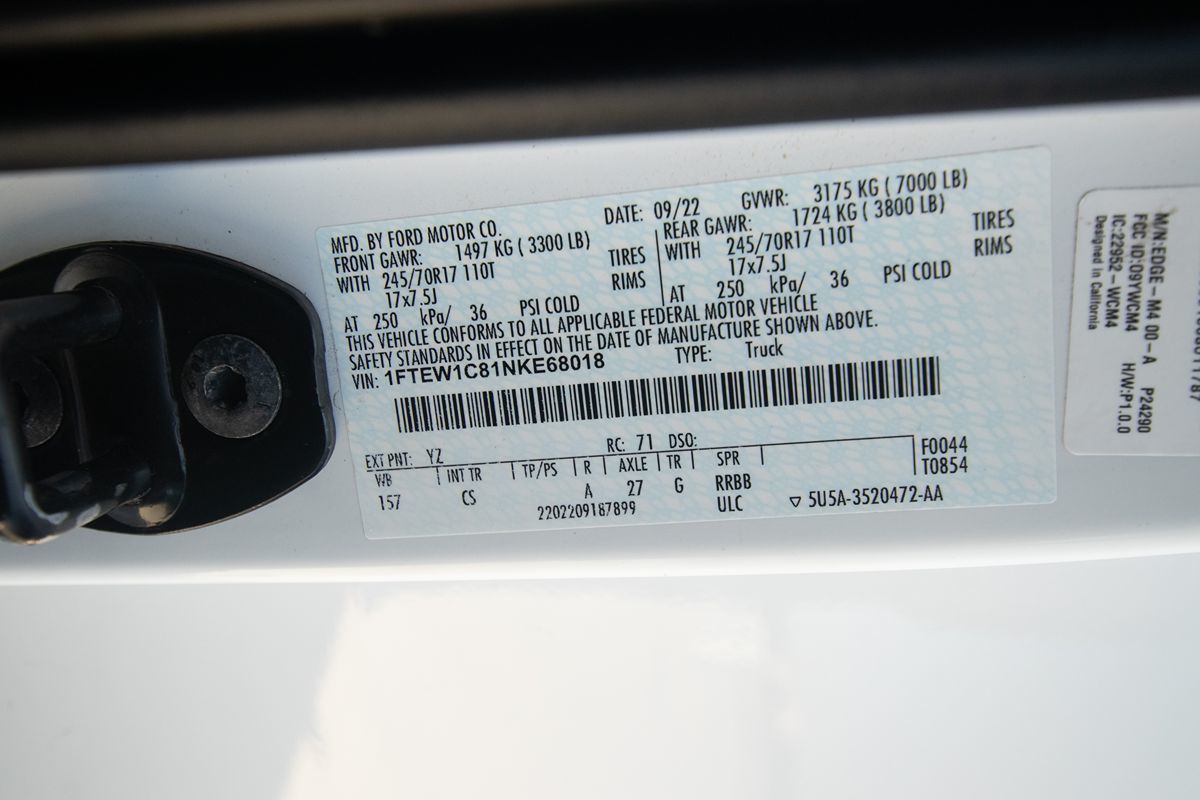 MFD. BY FORD MOTOR CO.
DATE: 09/22 GVWR: 3175 KG ( 7000 LB)
FRONT GAWR: 1497 KG ( 3300 LB)
WITH 245/70R17 110T TIRES
17x7.5J RIMS
AT 250 kPa/ 36 PSI COLD
REAR GAWR: 1724 KG ( 3800 LB)
WITH 245/70R17 110T TIRES
17x7.5J RIMS
AT 250 kPa/ 36 PSI COLD
THIS VEHICLE CONFORMS TO ALL APPLICABLE FEDERAL MOTOR VEHICLE
SAFETY STANDARDS IN EFFECT ON THE DATE OF MANUFACTURE SHOWN ABOVE.
VIN: 1FTEW1C81NKE68018 TYPE: Truck
EXT PNT: YZ RC: 71 DSO:
WB INT TR TP/PS R AXLE TR SPR F0044
157 CS A 27 G RRBB T0854
2202209187899 ULC ▽ 5U5A-3520472-AA
M/N:EDGE-M4 00-A P24290
FCC ID:O9YWCM4 H/W:P1.0.0
IC:22952-WCM4
Designed in California